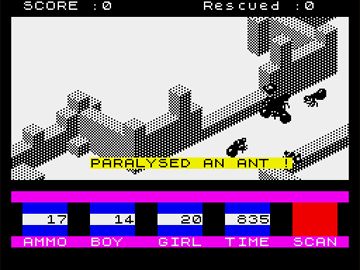 SCORE :0 Rescued :0
PARALYSED AN ANT !
17 14 20 835
AMMO BOY GIRL TIME SCAN